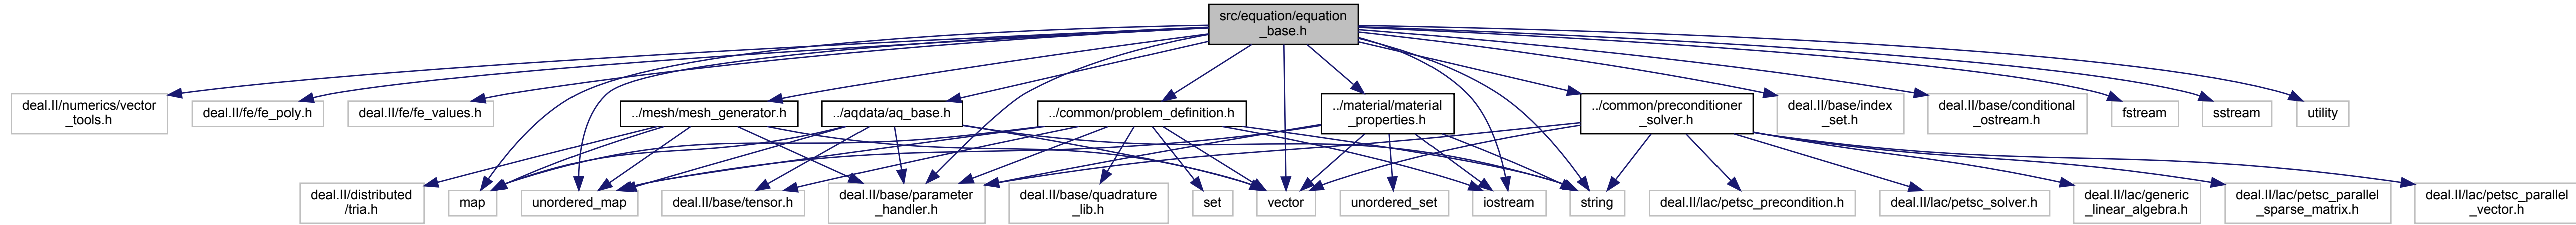 src/equation/equation
_base.h
deal.II/numerics/vector
_tools.h
deal.II/fe/fe_poly.h
deal.II/fe/fe_values.h
../mesh/mesh_generator.h
../aqdata/aq_base.h
../common/problem_definition.h
../material/material
_properties.h
../common/preconditioner
_solver.h
deal.II/base/index
_set.h
deal.II/base/conditional
_ostream.h
fstream
sstream
utility
deal.II/distributed
/tria.h
map
unordered_map
deal.II/base/tensor.h
deal.II/base/parameter
_handler.h
deal.II/base/quadrature
_lib.h
set
vector
unordered_set
iostream
string
deal.II/lac/petsc_precondition.h
deal.II/lac/petsc_solver.h
deal.II/lac/generic
_linear_algebra.h
deal.II/lac/petsc_parallel
_sparse_matrix.h
deal.II/lac/petsc_parallel
_vector.h